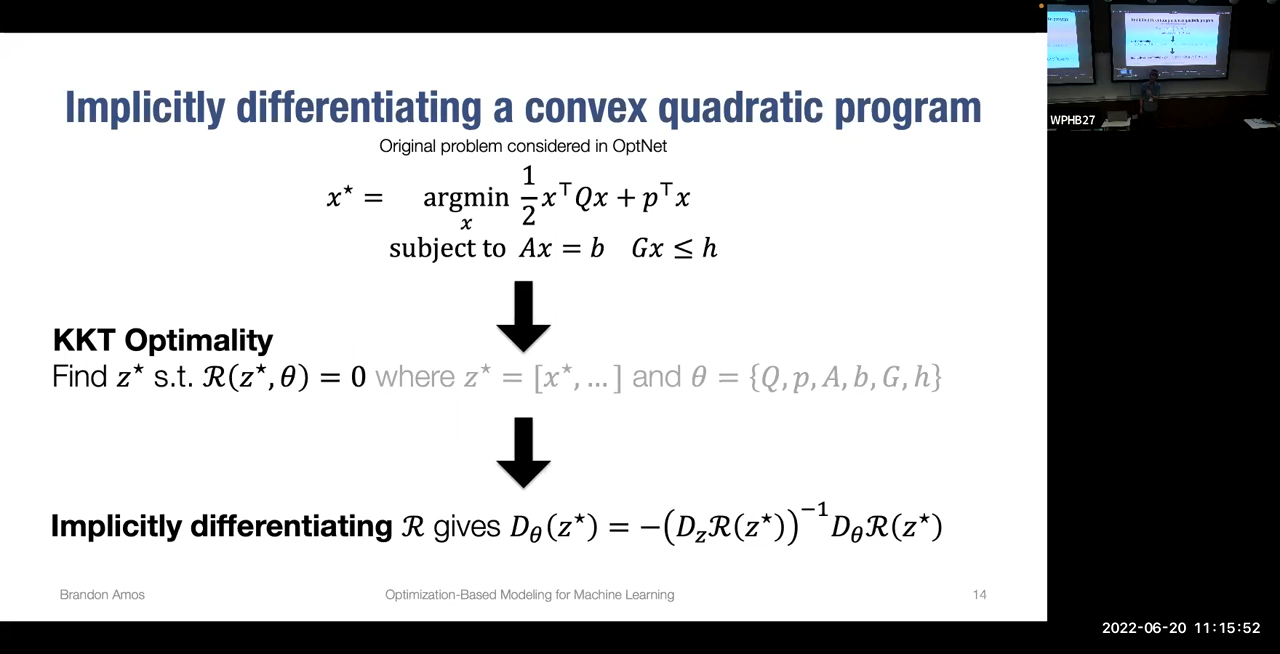 Implicitly differentiating a convex quadratic program
Original problem considered in OptNet
x⋆ = argmin_x 1/2 x⊤Qx + p⊤x
subject to Ax = b Gx ≤ h
KKT Optimality
Find z⋆ s.t. ℛ(z⋆, θ) = 0 where z⋆ = [x⋆, …] and θ = {Q, p, A, b, G, h}
Implicitly differentiating ℛ gives D_θ(z⋆) = −(D_zℛ(z⋆))⁻¹ D_θℛ(z⋆)
Brandon Amos
Optimization-Based Modeling for Machine Learning
14
WPHB27
2022-06-20 11:15:52